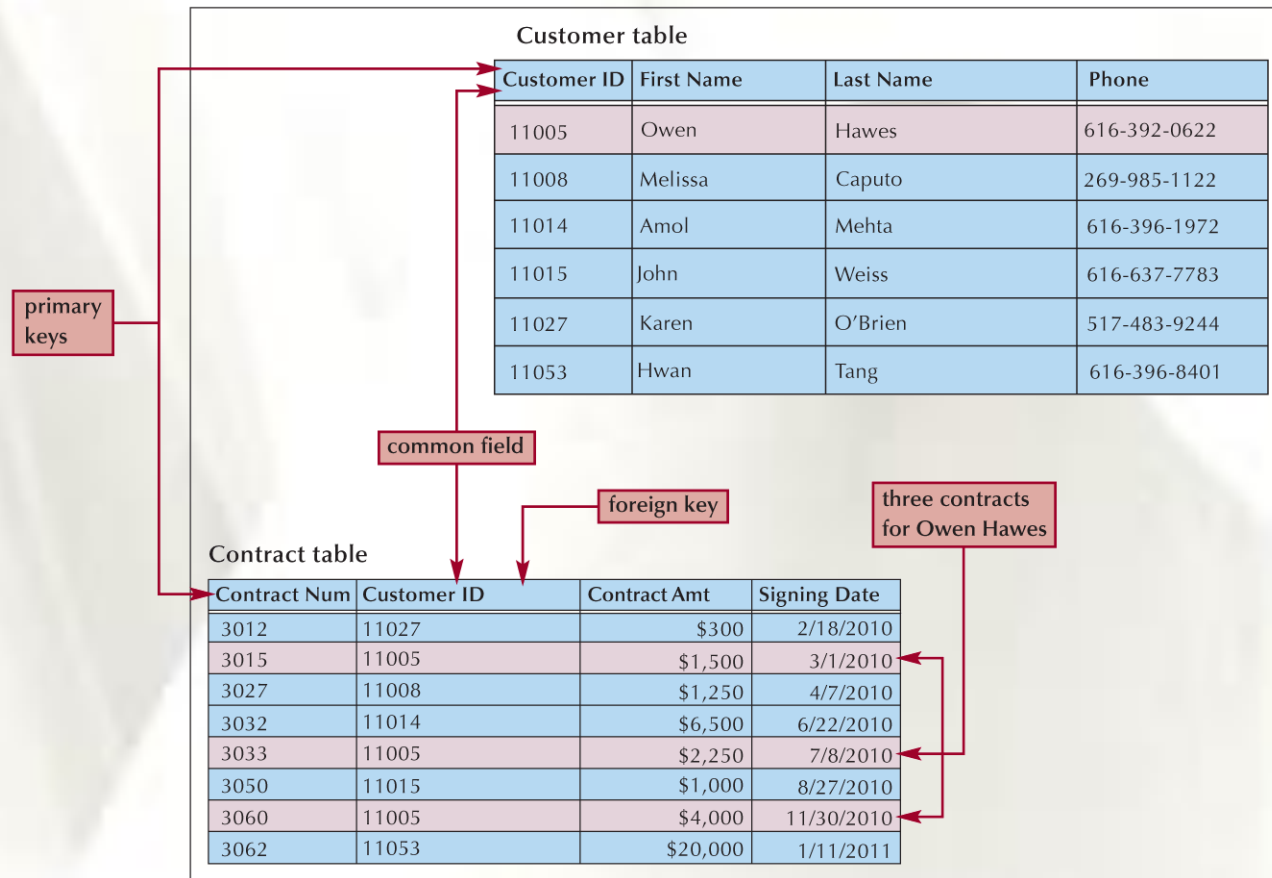 Customer table
Customer ID First Name Last Name Phone
11005 Owen Hawes 616-392-0622
11008 Melissa Caputo 269-985-1122
11014 Amol Mehta 616-396-1972
11015 John Weiss 616-637-7783
11027 Karen O'Brien 517-483-9244
11053 Hwan Tang 616-396-8401
primary
keys
common field
foreign key
three contracts
for Owen Hawes
Contract table
Contract Num Customer ID Contract Amt Signing Date
3012 11027 $300 2/18/2010
3015 11005 $1,500 3/1/2010
3027 11008 $1,250 4/7/2010
3032 11014 $6,500 6/22/2010
3033 11005 $2,250 7/8/2010
3050 11015 $1,000 8/27/2010
3060 11005 $4,000 11/30/2010
3062 11053 $20,000 1/11/2011